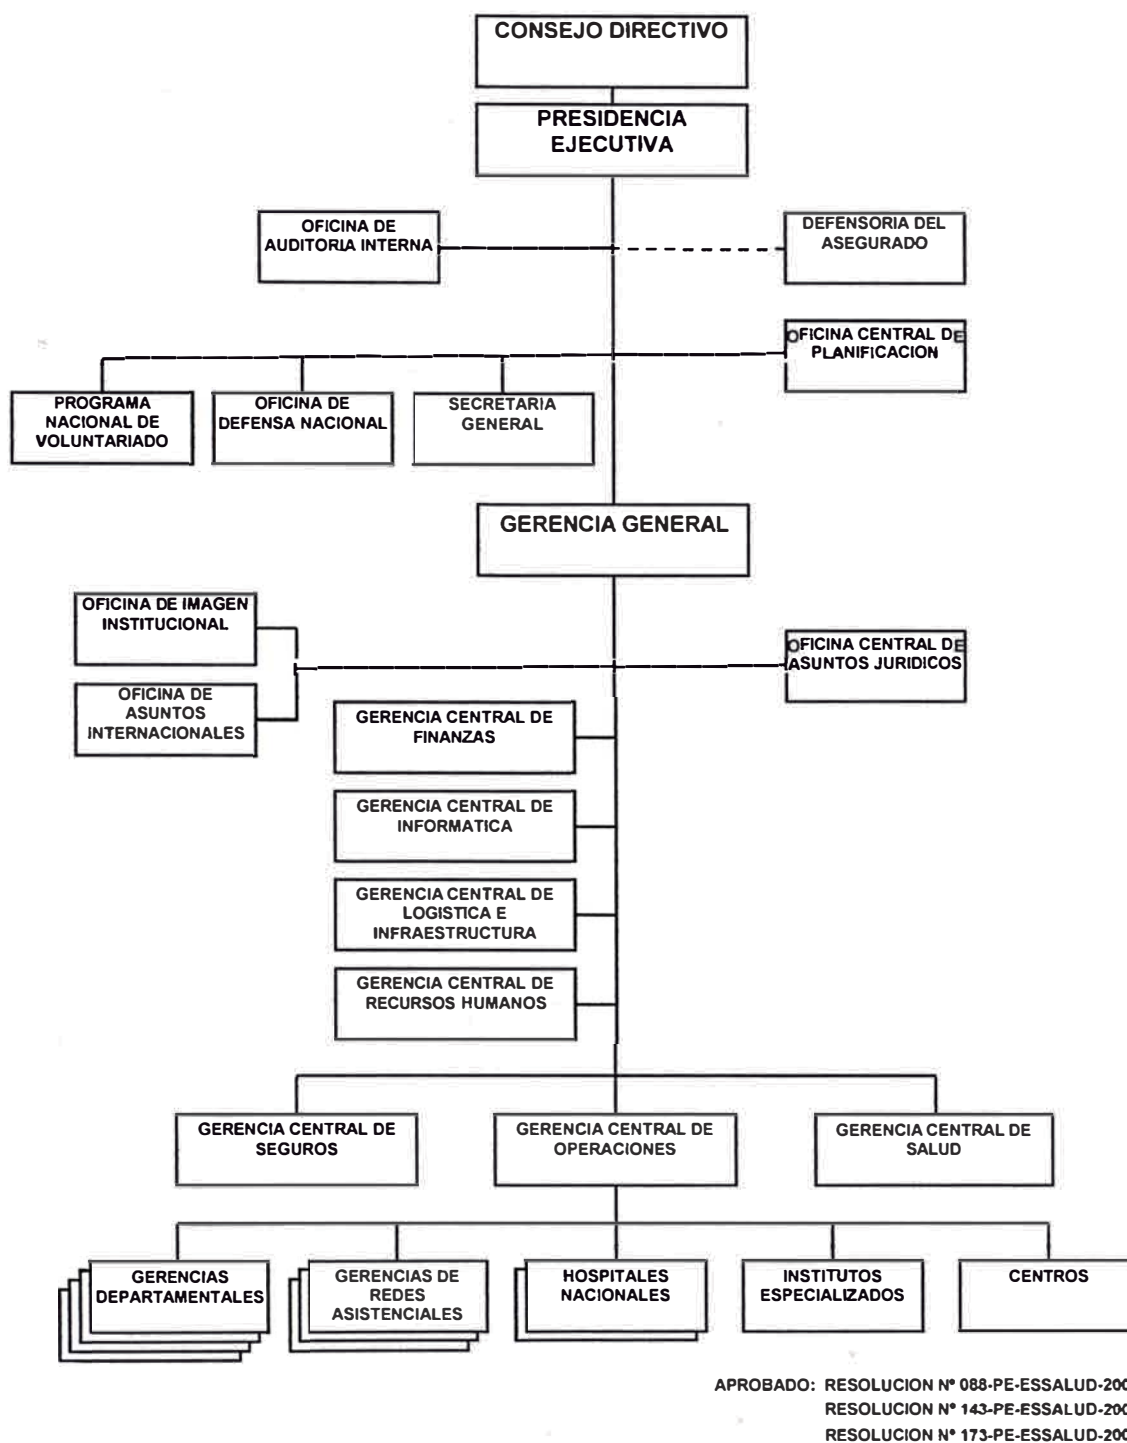 CONSEJO DIRECTIVO
PRESIDENCIA
EJECUTIVA
OFICINA DE
AUDITORIA INTERNA
DEFENSORIA DEL
ASEGURADO
OFICINA CENTRAL DE
PLANIFICACION
PROGRAMA
NACIONAL DE
VOLUNTARIADO
OFICINA DE
DEFENSA NACIONAL
SECRETARIA
GENERAL
GERENCIA GENERAL
OFICINA DE IMAGEN
INSTITUCIONAL
OFICINA CENTRAL DE
ASUNTOS JURIDICOS
OFICINA DE
ASUNTOS
INTERNACIONALES
GERENCIA CENTRAL DE
FINANZAS
GERENCIA CENTRAL DE
INFORMATICA
GERENCIA CENTRAL DE
LOGISTICA E
INFRAESTRUCTURA
GERENCIA CENTRAL DE
RECURSOS HUMANOS
GERENCIA CENTRAL DE
SEGUROS
GERENCIA CENTRAL DE
OPERACIONES
GERENCIA CENTRAL DE
SALUD
GERENCIAS
DEPARTAMENTALES
GERENCIAS DE
REDES
ASISTENCIALES
HOSPITALES
NACIONALES
INSTITUTOS
ESPECIALIZADOS
CENTROS
APROBADO: RESOLUCION Nº 088-PE-ESSALUD-200
RESOLUCION Nº 143-PE-ESSALUD-200
RESOLUCION Nº 173-PE-ESSALUD-200